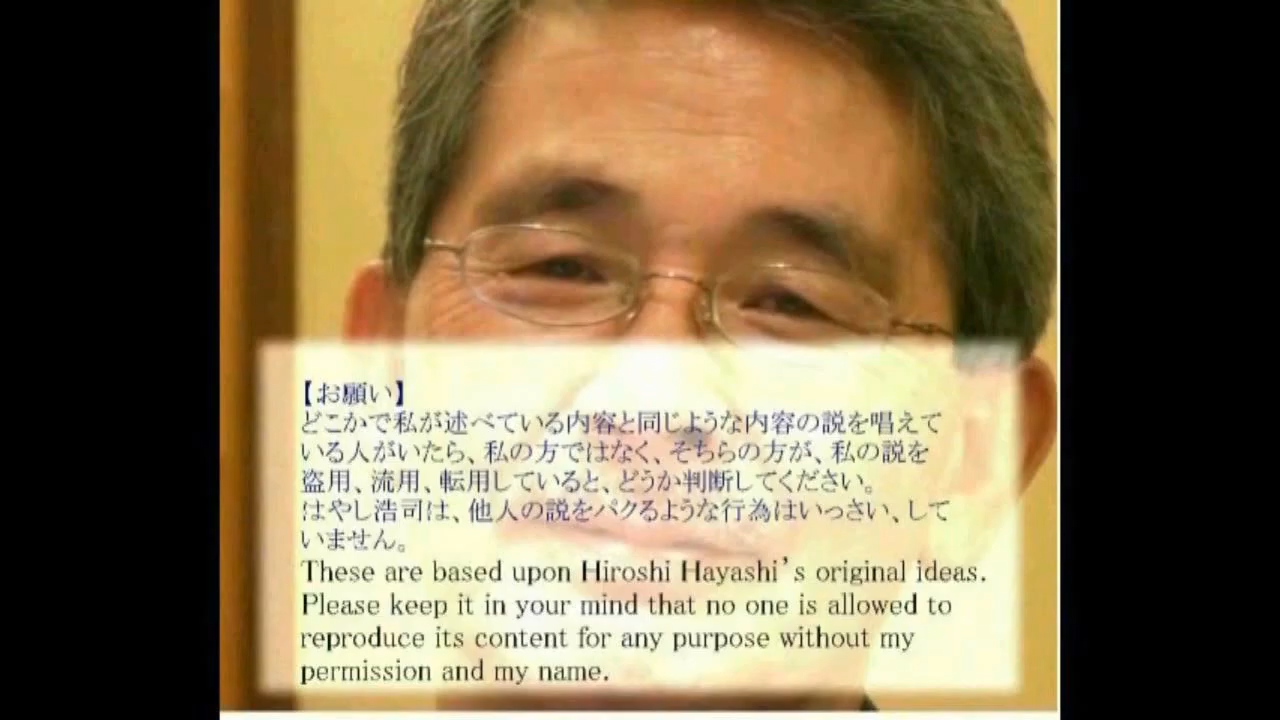 【お願い】
どこかで私が述べている内容と同じような内容の説を唱えて
いる人がいたら、私の方ではなく、そちらの方が、私の説を
盗用、流用、転用していると、どうか判断してください。
はやし浩司は、他人の説をパクるような行為はいっさい、して
いません。
These are based upon Hiroshi Hayashi's original ideas.
Please keep it in your mind that no one is allowed to
reproduce its content for any purpose without my
permission and my name.